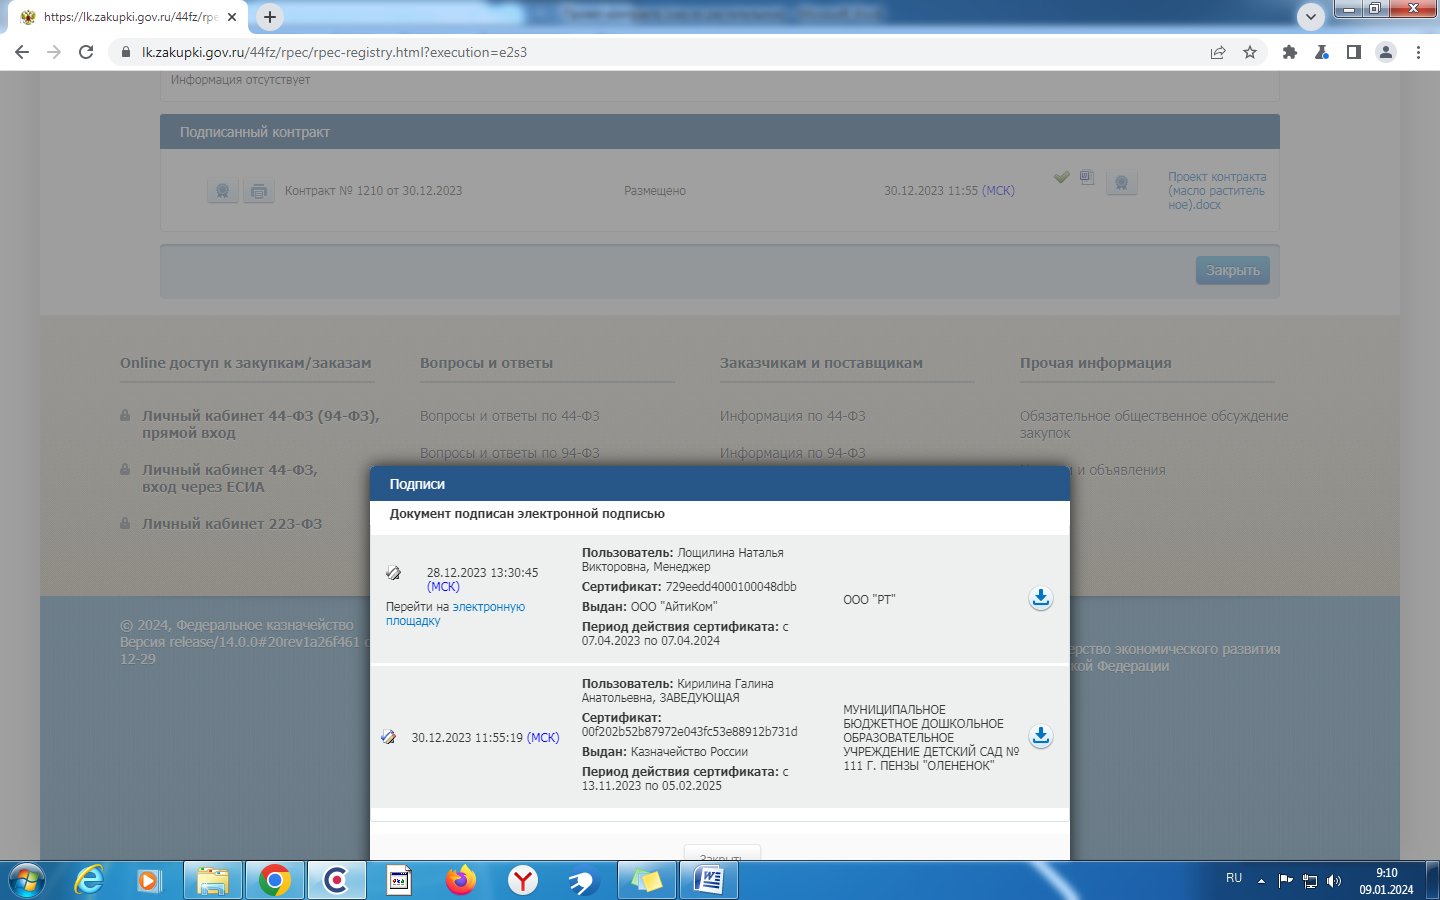 https://lk.zakupki.gov.ru/44fz/rpe
lk.zakupki.gov.ru/44fz/rpec/rpec-registry.html?execution=e2s3
Информация отсутствует
Подписанный контракт
Контракт № 1210 от 30.12.2023
Размещено
30.12.2023 11:55 (МСК)
Проект контракта
(масло раститель
ное).docx
Закрыть
Online доступ к закупкам/заказам
Вопросы и ответы
Заказчикам и поставщикам
Прочая информация
Личный кабинет 44-ФЗ (94-ФЗ),
прямой вход
Вопросы и ответы по 44-ФЗ
Информация по 44-ФЗ
Обязательное общественное обсуждение
закупок
Вопросы и ответы по 94-ФЗ
Информация по 94-ФЗ
Личный кабинет 44-ФЗ,
вход через ЕСИА
и объявления
Личный кабинет 223-ФЗ
Подписи
Документ подписан электронной подписью
28.12.2023 13:30:45
(МСК)
Перейти на электронную
площадку
Пользователь: Лощилина Наталья
Викторовна, Менеджер
Сертификат: 729eedd4000100048dbb
Выдан: ООО "АйтиКом"
Период действия сертификата: с
07.04.2023 по 07.04.2024
ООО "РТ"
30.12.2023 11:55:19 (МСК)
Пользователь: Кирилина Галина
Анатольевна, ЗАВЕДУЮЩАЯ
Сертификат:
00f202b52b87972e043fc53e88912b731d
Выдан: Казначейство России
Период действия сертификата: с
13.11.2023 по 05.02.2025
МУНИЦИПАЛЬНОЕ
БЮДЖЕТНОЕ ДОШКОЛЬНОЕ
ОБРАЗОВАТЕЛЬНОЕ
УЧРЕЖДЕНИЕ ДЕТСКИЙ САД №
111 Г. ПЕНЗЫ "ОЛЕНЕНОК"
Закрыть
© 2024, Федеральное казначейство
Версия release/14.0.0#20rev1a26f461 о
12-29
ерство экономического развития
кой Федерации
RU
9:10
09.01.2024